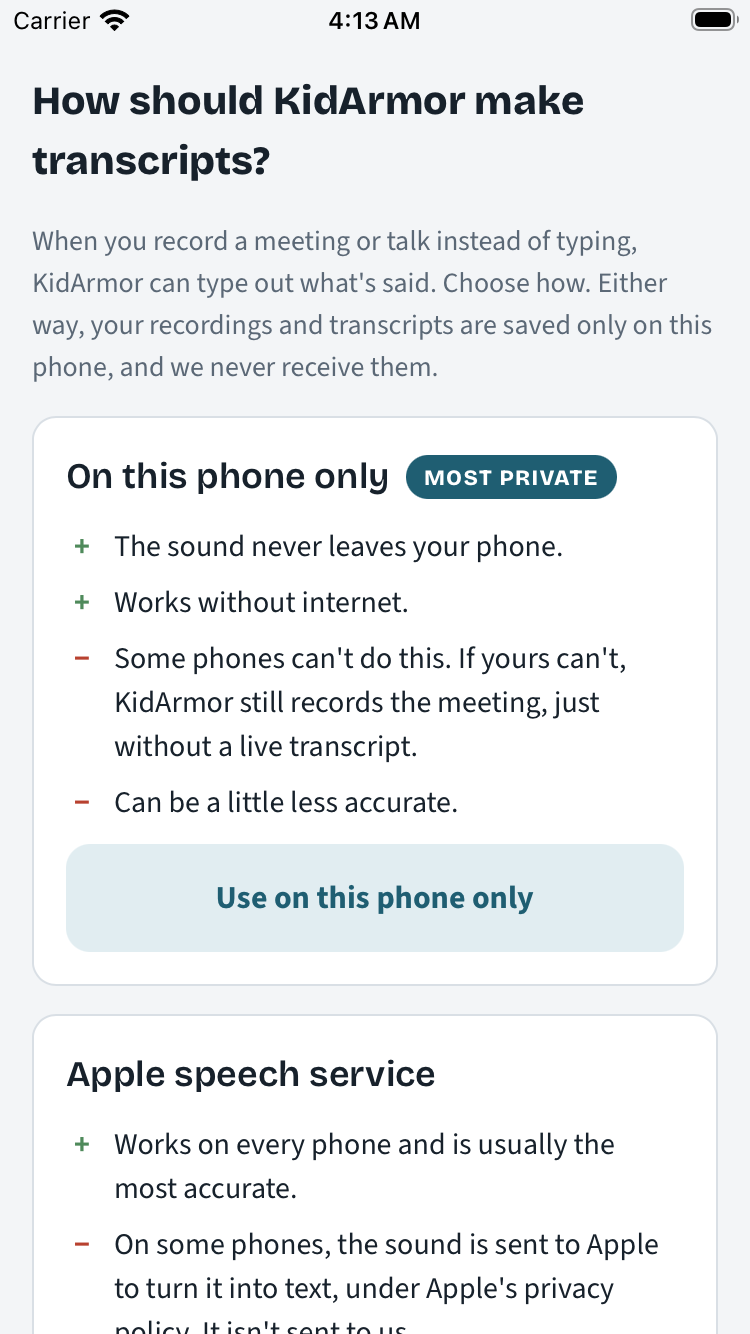 Carrier 4:13 AM
How should KidArmor make
transcripts?
When you record a meeting or talk instead of typing,
KidArmor can type out what's said. Choose how. Either
way, your recordings and transcripts are saved only on this
phone, and we never receive them.
On this phone only MOST PRIVATE
+ The sound never leaves your phone.
+ Works without internet.
− Some phones can't do this. If yours can't,
KidArmor still records the meeting, just
without a live transcript.
− Can be a little less accurate.
Use on this phone only
Apple speech service
+ Works on every phone and is usually the
most accurate.
− On some phones, the sound is sent to Apple
to turn it into text, under Apple's privacy
policy. It isn't sent to us.